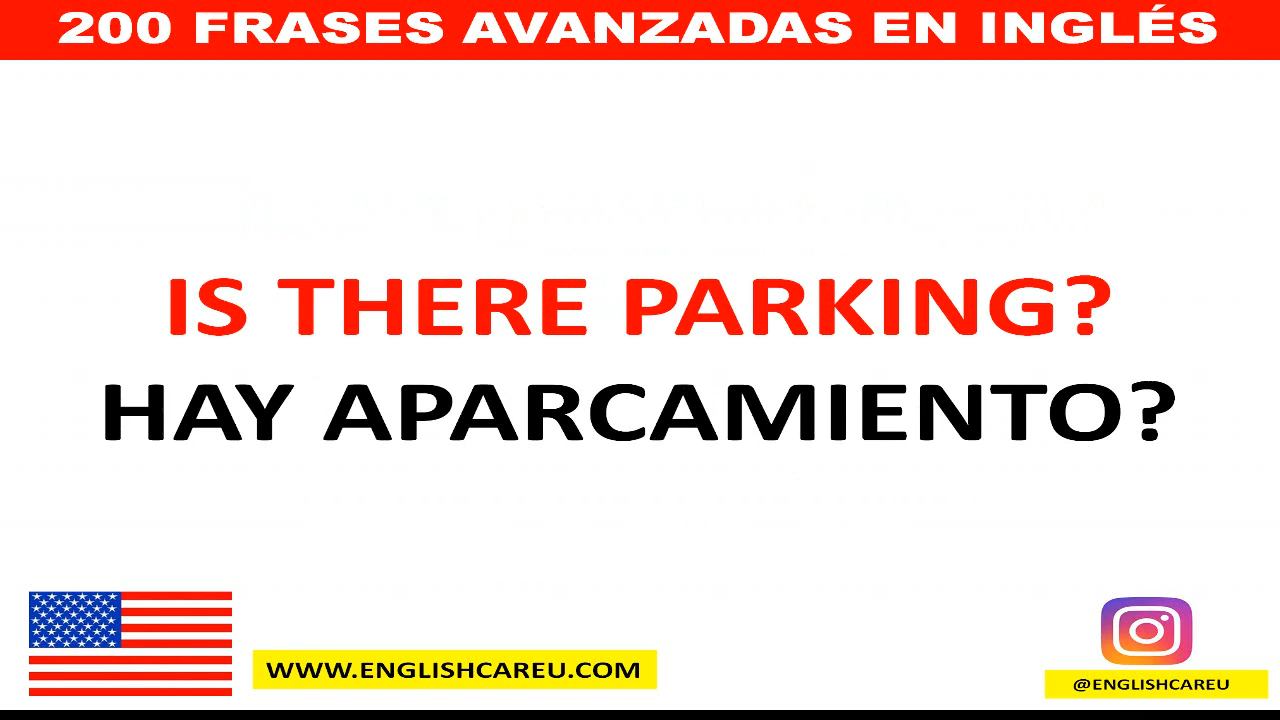 200 FRASES AVANZADAS EN INGLÉS
IS THERE PARKING?
HAY APARCAMIENTO?
WWW.ENGLISHCAREU.COM
@ENGLISHCAREU